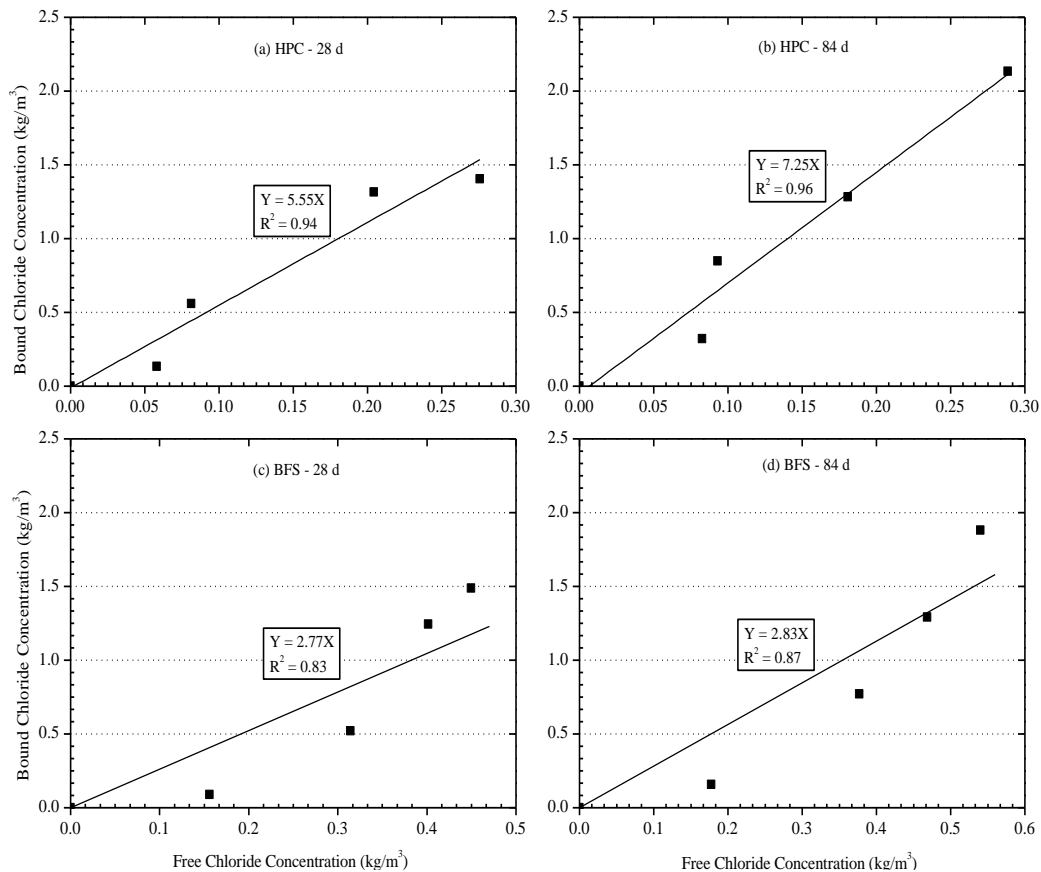 (a) HPC - 28 d
Y = 5.55X
R² = 0.94
Bound Chloride Concentration (kg/m³)
2.5
2.0
1.5
1.0
0.5
0.0
0.00 0.05 0.10 0.15 0.20 0.25 0.30
(b) HPC - 84 d
Y = 7.25X
R² = 0.96
2.5
2.0
1.5
1.0
0.5
0.0
0.00 0.05 0.10 0.15 0.20 0.25 0.30
(c) BFS - 28 d
Y = 2.77X
R² = 0.83
Bound Chloride Concentration (kg/m³)
2.5
2.0
1.5
1.0
0.5
0.0
0.0 0.1 0.2 0.3 0.4 0.5
Free Chloride Concentration (kg/m³)
(d) BFS - 84 d
Y = 2.83X
R² = 0.87
2.5
2.0
1.5
1.0
0.5
0.0
0.0 0.1 0.2 0.3 0.4 0.5 0.6
Free Chloride Concentration (kg/m³)